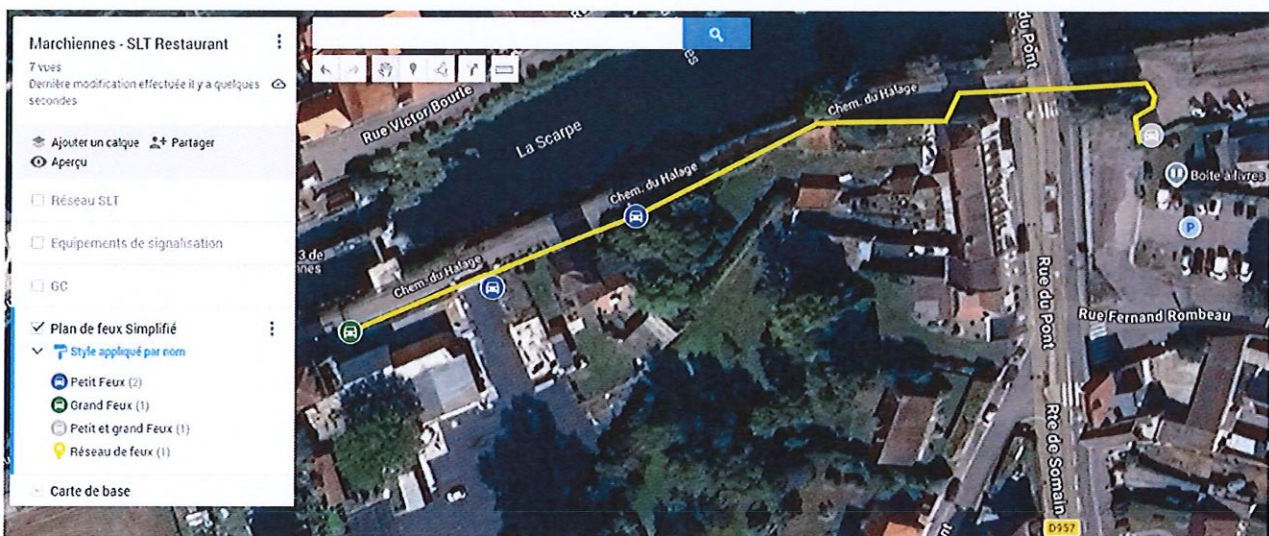 Marchiennes - SLT Restaurant
7 vues
Dernière modification effectuée il y a quelques
secondes
Ajouter un calque
Partager
Aperçu
Réseau SLT
Equipements de signalisation
GC
Plan de feux Simplifié
Style appliqué par nom
Petit Feux (2)
Grand Feux (1)
Petit et grand Feux (1)
Réseau de feux (1)
Carte de base
Rue Victor Bourle
La Scarpe
Chem. du Halage
Chem. du Halage
Chem. du Halage
du Pont
Boîte à livres
P
Rue du Pont
Rue Fernand Rombeau
Rte de Somain
D957